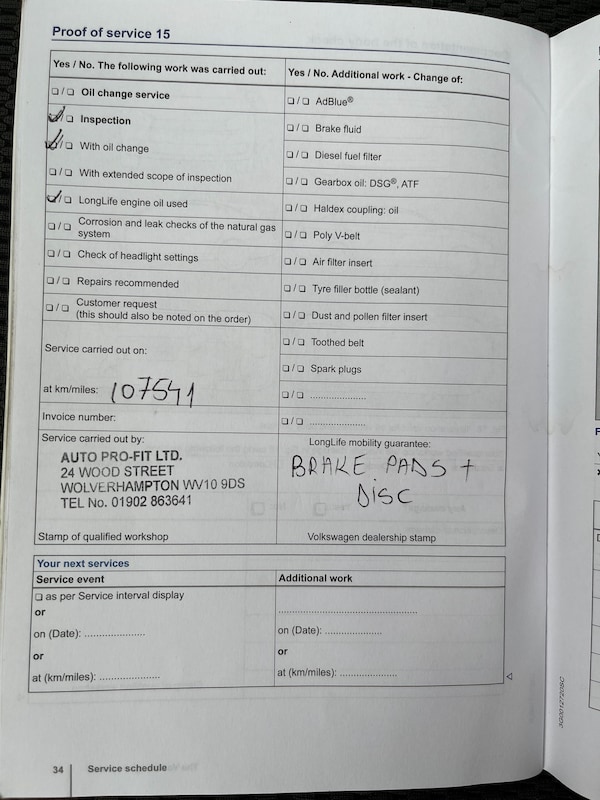 Proof of service 15
Yes / No. The following work was carried out:
❏ / ❏ Oil change service
❏ / ❏ Inspection
❏ / ❏ With oil change
❏ / ❏ With extended scope of inspection
❏ / ❏ LongLife engine oil used
❏ / ❏ Corrosion and leak checks of the natural gas
system
❏ / ❏ Check of headlight settings
❏ / ❏ Repairs recommended
❏ / ❏ Customer request
(this should also be noted on the order)
Service carried out on:
at km/miles: 107541
Invoice number:
Service carried out by:
AUTO PRO-FIT LTD.
24 WOOD STREET
WOLVERHAMPTON WV10 9DS
TEL No. 01902 863641
Stamp of qualified workshop
Yes / No. Additional work - Change of:
❏ / ❏ AdBlue®
❏ / ❏ Brake fluid
❏ / ❏ Diesel fuel filter
❏ / ❏ Gearbox oil: DSG®, ATF
❏ / ❏ Haldex coupling: oil
❏ / ❏ Poly V-belt
❏ / ❏ Air filter insert
❏ / ❏ Tyre filler bottle (sealant)
❏ / ❏ Dust and pollen filter insert
❏ / ❏ Toothed belt
❏ / ❏ Spark plugs
❏ / ❏ ....................
❏ / ❏ ....................
LongLife mobility guarantee:
BRAKE PADS +
DISC
Volkswagen dealership stamp
Your next services
Service event
❏ as per Service interval display
or
on (Date): .....................
or
at (km/miles): .....................
Additional work
................................................
on (Date): ....................
or
at (km/miles): ....................
34 Service schedule